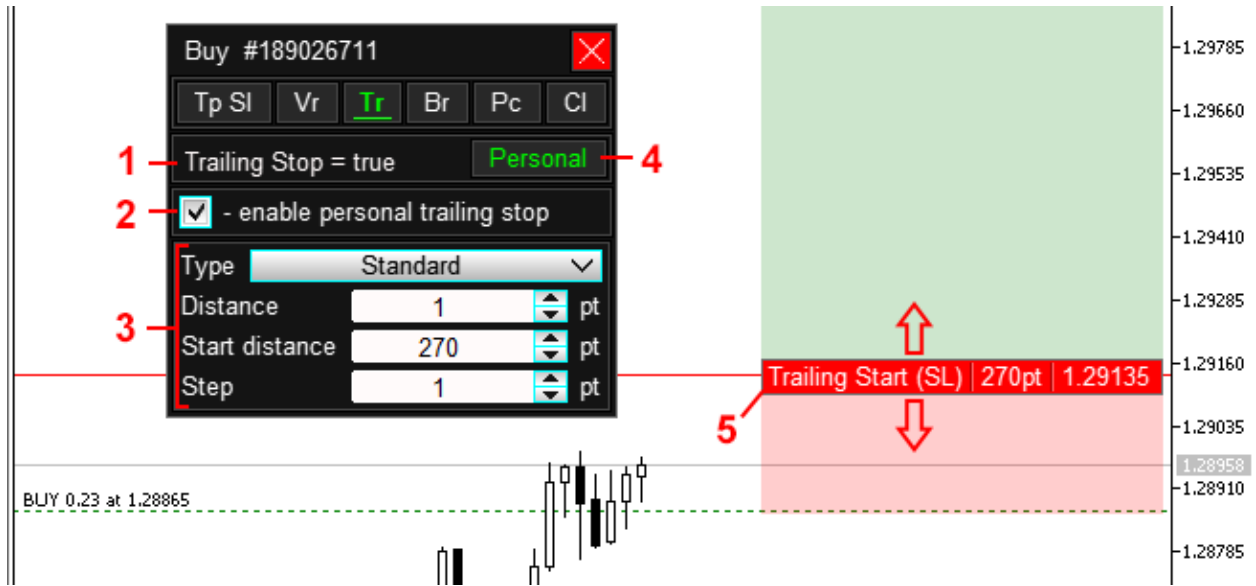 Buy #189026711
Tp Sl Vr Tr Br Pc Cl
1 Trailing Stop = true Personal 4
2 - enable personal trailing stop
3
Type Standard
Distance 1 pt
Start distance 270 pt
Step 1 pt
Trailing Start (SL) 270pt 1.29135
5
BUY 0.23 at 1.28865
1.29785
1.29660
1.29535
1.29410
1.29285
1.29160
1.29035
1.28958
1.28910
1.28785